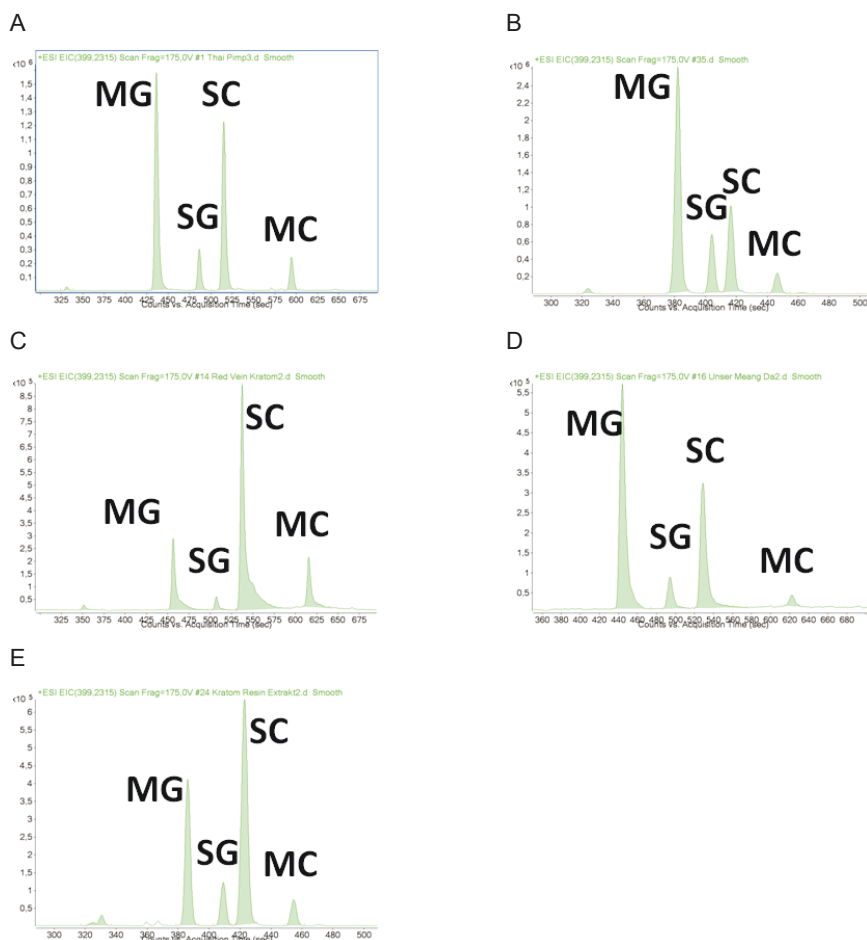 A
+ESI EIC(399,2315) Scan Frag=175,0V #1 Thai Pimp3.d Smooth
x10 6
1,5
1,4
1,3
1,2
1,1
1
0,9
0,8
0,7
0,6
0,5
0,4
0,3
0,2
0,1
MG
SC
SG
MC
325 350 375 400 425 450 475 500 525 550 575 600 625 650 675
Counts vs. Acquisition Time (sec)
B
+ESI EIC(399,2315) Scan Frag=175,0V #35.d Smooth
x10 6
2,4
2,2
2
1,8
1,6
1,4
1,2
1
0,8
0,6
0,4
0,2
MG
SC
SG
MC
300 320 340 360 380 400 420 440 460 480 500
Counts vs. Acquisition Time (sec)
C
+ESI EIC(399,2315) Scan Frag=175,0V #14 Red Vein Kratom2.d Smooth
x10 5
8,5
8
7,5
7
6,5
6
5,5
5
4,5
4
3,5
3
2,5
2
1,5
1
0,5
SC
MG
MC
SG
325 350 375 400 425 450 475 500 525 550 575 600 625 650 675
Counts vs. Acquisition Time (sec)
D
+ESI EIC(399,2315) Scan Frag=175,0V #16 Unser Meang Da2.d Smooth
x10 5
5,5
5
4,5
4
3,5
3
2,5
2
1,5
1
0,5
MG
SC
SG
MC
360 380 400 420 440 460 480 500 520 540 560 580 600 620 640 660 680
Counts vs. Acquisition Time (sec)
E
+ESI EIC(399,2315) Scan Frag=175,0V #24 Kratom Resin Extrakt2.d Smooth
x10 5
6
5,5
5
4,5
4
3,5
3
2,5
2
1,5
1
0,5
SC
MG
SG
MC
300 320 340 360 380 400 420 440 460 480 500
Counts vs. Acquisition Time (sec)